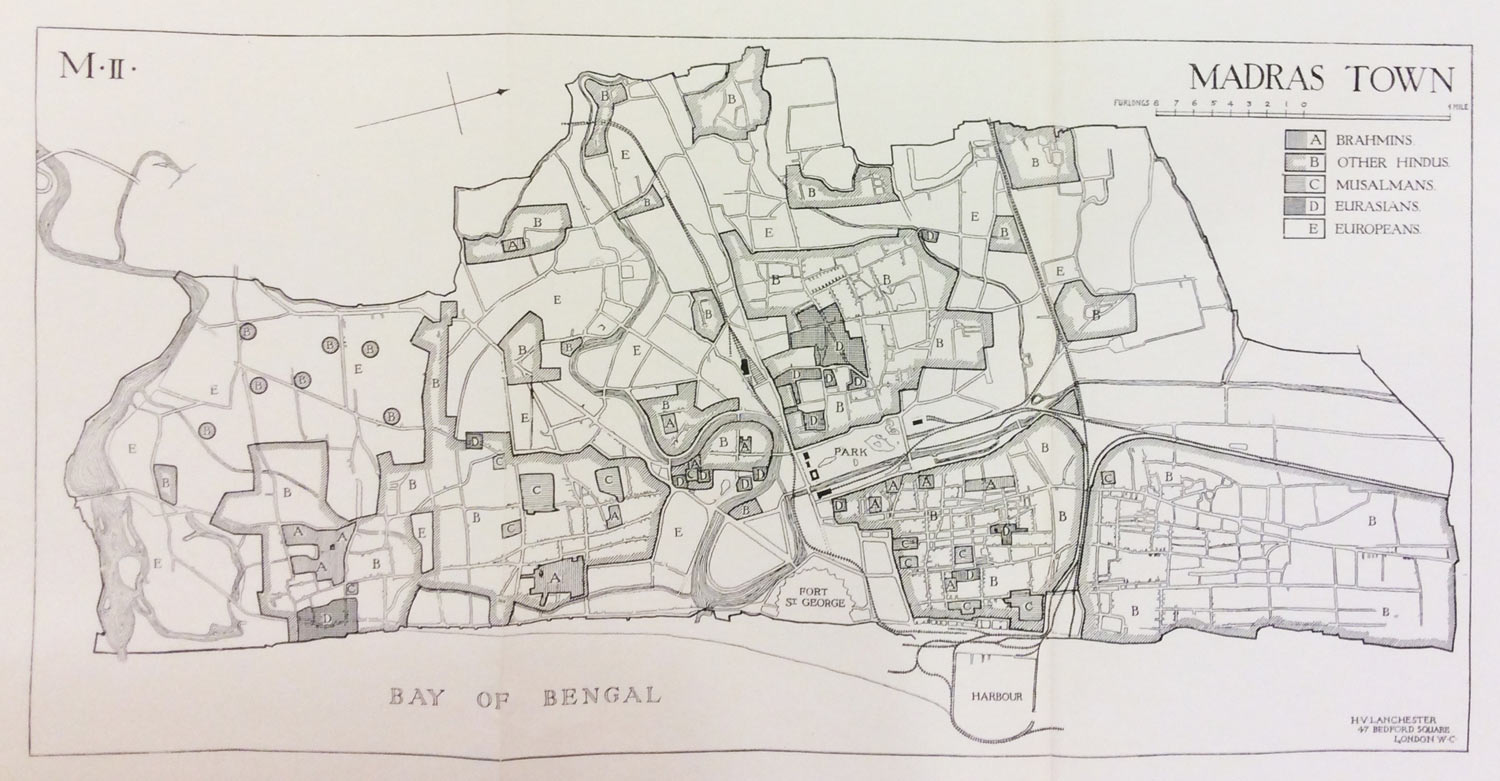 M·II·
MADRAS TOWN
FURLONGS 8 7 6 5 4 3 2 1 0 1 MILE
A BRAHMINS.
B OTHER HINDUS.
C MUSALMANS.
D EURASIANS.
E EUROPEANS.
B
B
E
B
B
B
B
A
E
E
B
D
B
B
B
E
B
E
B
D
B
B
B
B
B
E
E
B
B
E
B
B
B
B
E
B
A
D
D
D
B
PARK
B
A
B
D
C
A
D
C
D
D
D
B
E
B
B
B
C
C
A
C
B
E
B
E
A
A
A
B
C
D
E
A
FORT
ST. GEORGE
D
A
A
A
A
B
B
D
C
C
C
D
A
B
C
C
B
C
B
B
B
B
HARBOUR
BAY OF BENGAL
H V LANCHESTER
47 BEDFORD SQUARE
LONDON W·C·